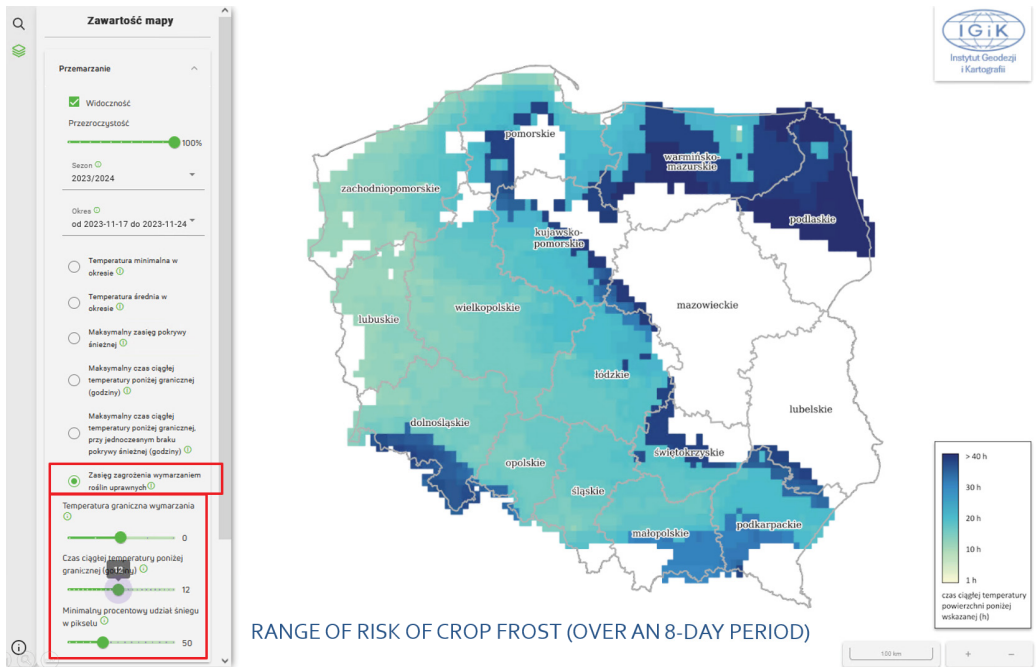 Zawartość mapy
Przemarzanie
Widoczność
Przezroczystość
100%
Sezon
2023/2024
Okres
od 2023-11-17 do 2023-11-24
Temperatura minimalna w
okresie
Temperatura średnia w
okresie
Maksymalny zasięg pokrywy
śnieżnej
Maksymalny czas ciągłej
temperatury poniżej granicznej
(godziny)
Maksymalny czas ciągłej
temperatury poniżej granicznej,
przy jednoczesnym braku
pokrywy śnieżnej (godziny)
Zasięg zagrożenia wymarzaniem
roślin uprawnych
Temperatura graniczna wymarzania
0
Czas ciągłej temperatury poniżej
granicznej (godziny)
12
12
Minimalny procentowy udział śniegu
w pikselu
50
pomorskie
warmińsko-
mazurskie
zachodniopomorskie
podlaskie
kujawsko-
pomorskie
mazowieckie
wielkopolskie
lubuskie
łódzkie
lubelskie
dolnośląskie
świętokrzyskie
opolskie
śląskie
podkarpackie
małopolskie
IGiK
Instytut Geodezji
i Kartografii
> 40 h
30 h
20 h
10 h
1 h
czas ciągłej temperatury
powierzchni poniżej
wskazanej (h)
RANGE OF RISK OF CROP FROST (OVER AN 8-DAY PERIOD)
100 km
+ −